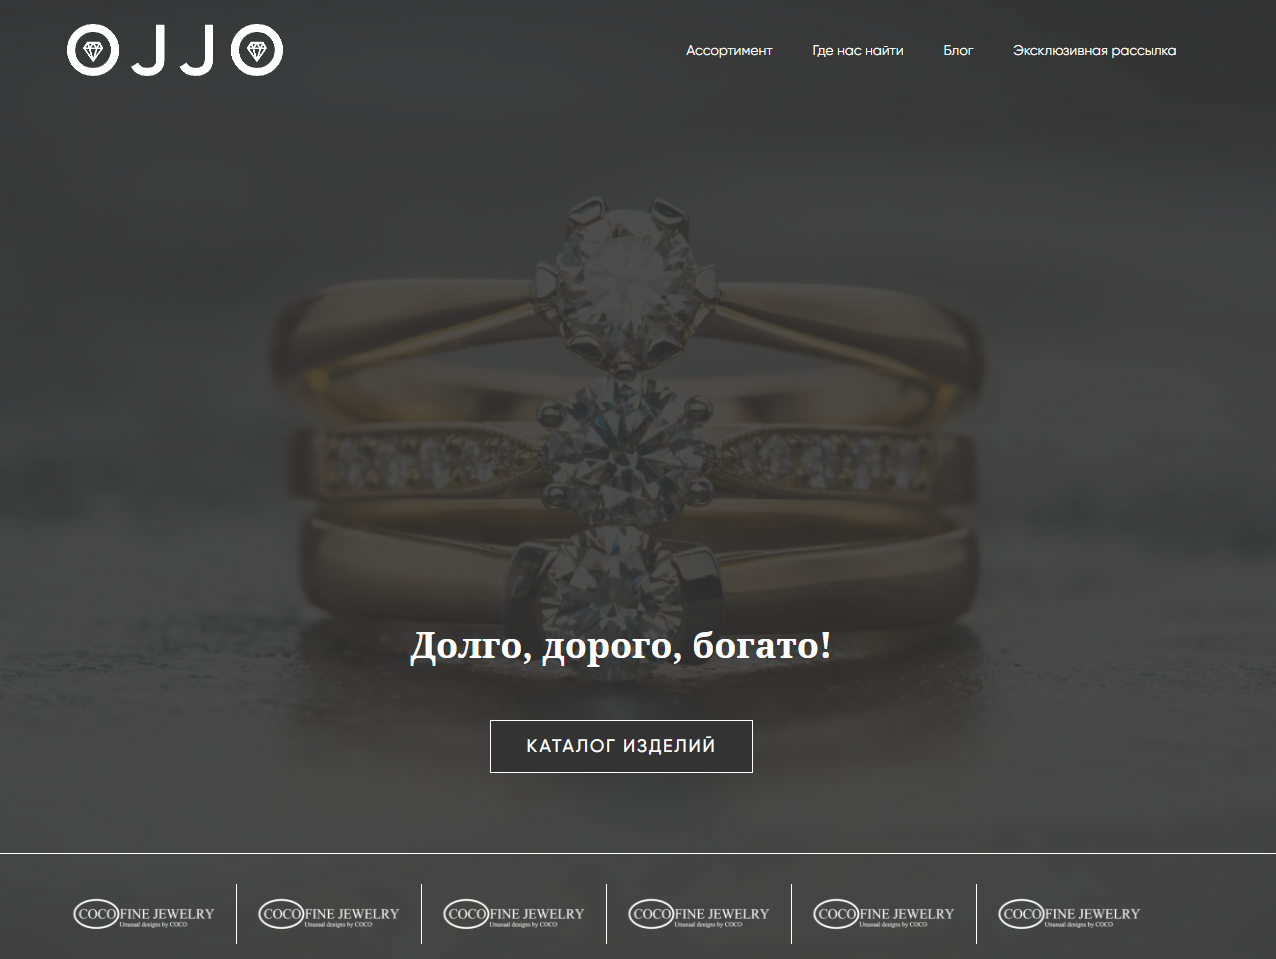 OJJO
Ассортимент Где нас найти Блог Эксклюзивная рассылка
Долго, дорого, богато!
КАТАЛОГ ИЗДЕЛИЙ
COCO FINE JEWELRY COCO FINE JEWELRY COCO FINE JEWELRY COCO FINE JEWELRY COCO FINE JEWELRY COCO FINE JEWELRY
Unusual designs by COCO Unusual designs by COCO Unusual designs by COCO Unusual designs by COCO Unusual designs by COCO Unusual designs by COCO